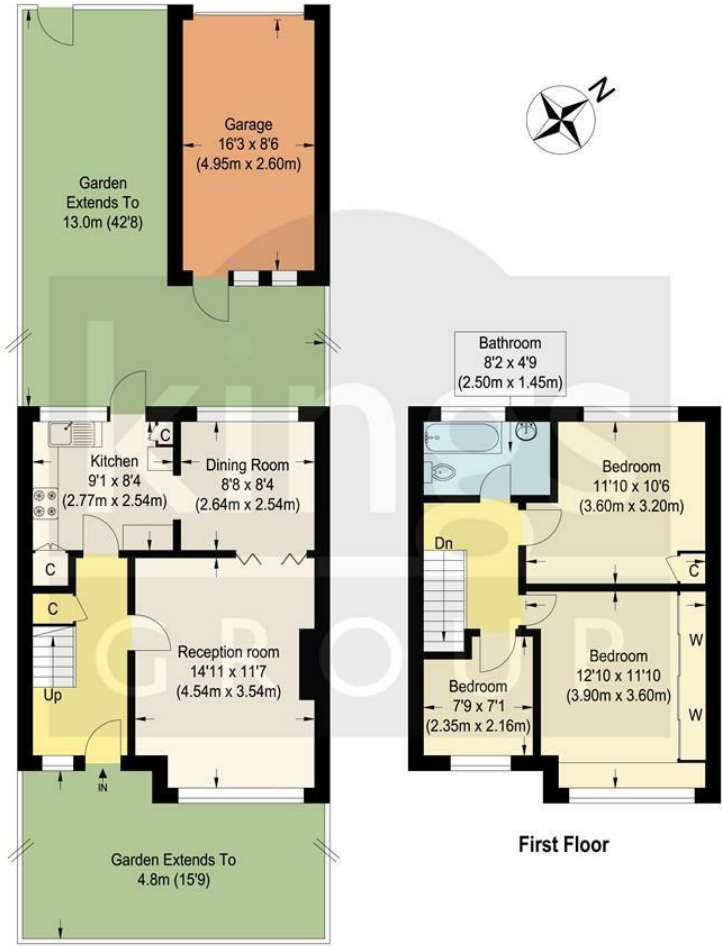 Garage
16'3 x 8'6
(4.95m x 2.60m)
N
Garden
Extends To
13.0m (42'8)
Kitchen
9'1 x 8'4
(2.77m x 2.54m)
C
Dining Room
8'8 x 8'4
(2.64m x 2.54m)
C
C
Up
Reception room
14'11 x 11'7
(4.54m x 3.54m)
IN
Garden Extends To
4.8m (15'9)
Bathroom
8'2 x 4'9
(2.50m x 1.45m)
Bedroom
11'10 x 10'6
(3.60m x 3.20m)
C
Dn
Bedroom
12'10 x 11'10
(3.90m x 3.60m)
W
W
Bedroom
7'9 x 7'1
(2.35m x 2.16m)
First Floor
kings
GROUP